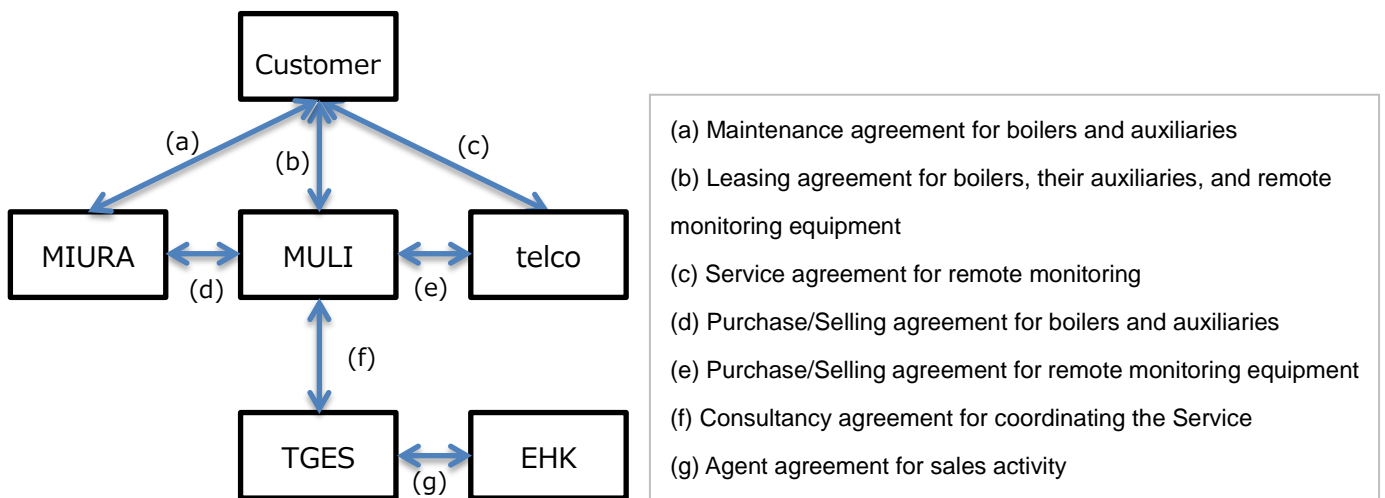 Customer
(a)
(b)
(c)
MIURA
MULI
telco
(d)
(e)
(f)
TGES
EHK
(g)
(a) Maintenance agreement for boilers and auxiliaries
(b) Leasing agreement for boilers, their auxiliaries, and remote
monitoring equipment
(c) Service agreement for remote monitoring
(d) Purchase/Selling agreement for boilers and auxiliaries
(e) Purchase/Selling agreement for remote monitoring equipment
(f) Consultancy agreement for coordinating the Service
(g) Agent agreement for sales activity